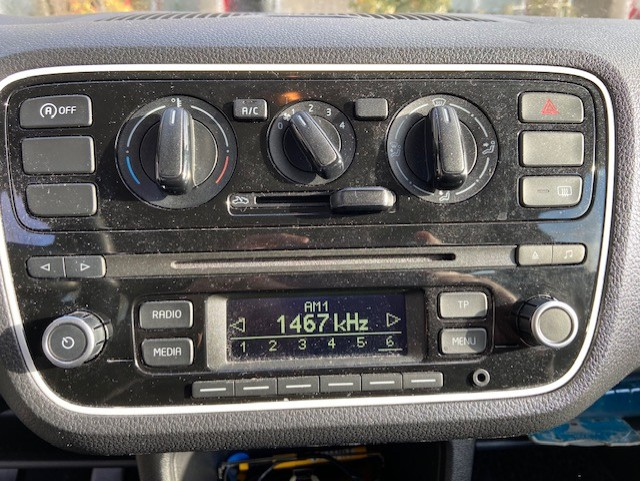 A OFF
A/C
0 1 2 3 4
RADIO
MEDIA
AM1
1467 kHz
1 2 3 4 5 6
TP
MENU